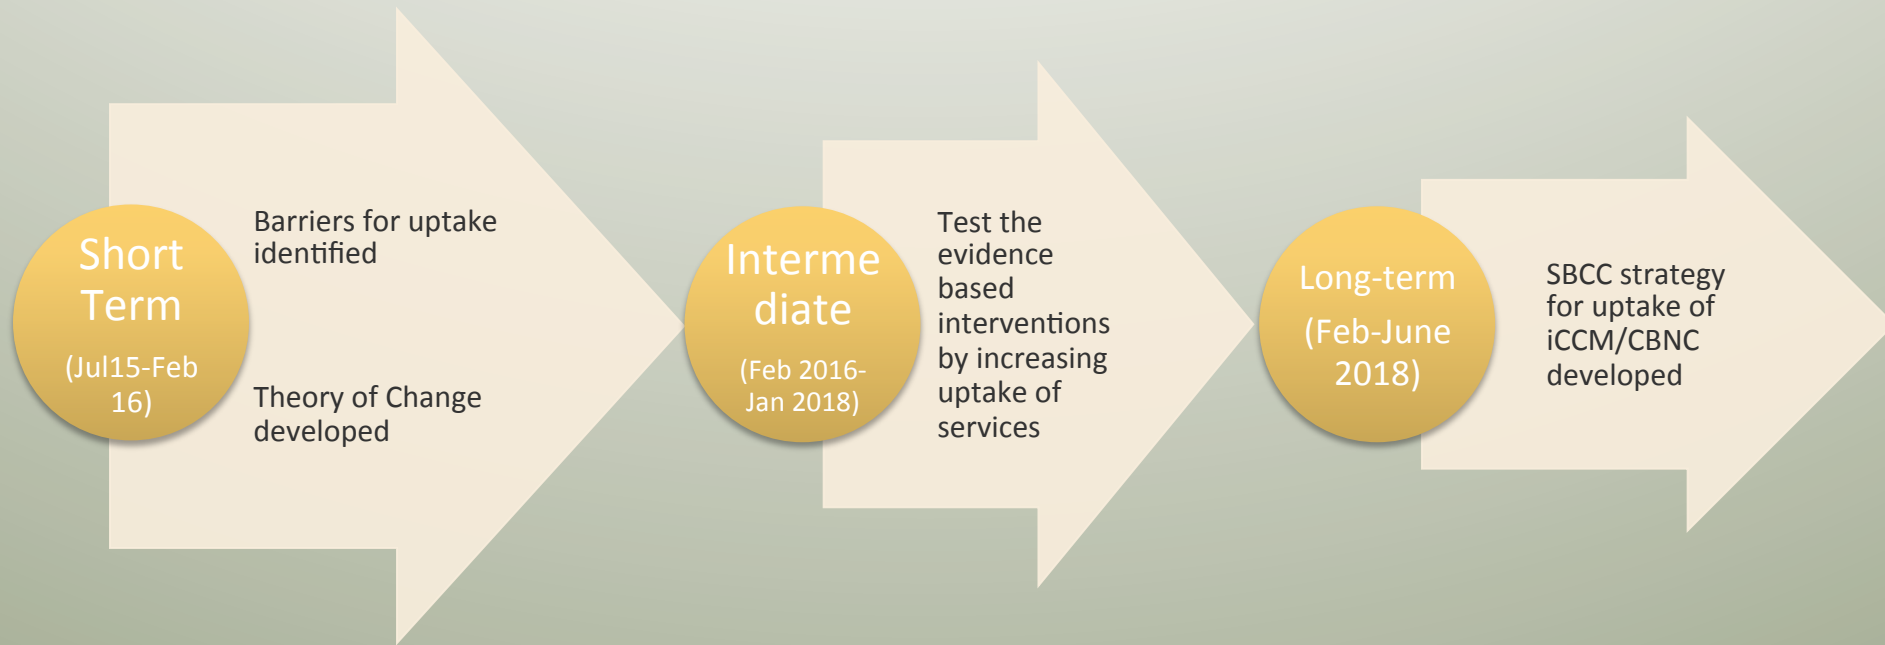 Short
Term
(Jul15-Feb
16)
Barriers for uptake
identified
Theory of Change
developed
Interme
diate
(Feb 2016-
Jan 2018)
Test the
evidence
based
interventions
by increasing
uptake of
services
Long-term
(Feb-June
2018)
SBCC strategy
for uptake of
iCCM/CBNC
developed